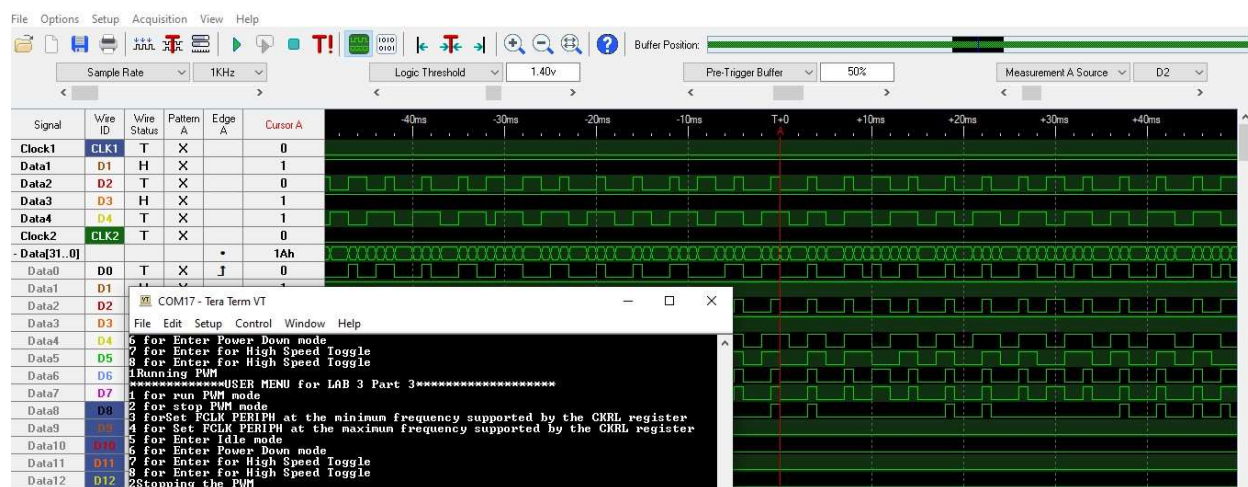 File Options Setup Acquisition View Help
T! Buffer Position:
Sample Rate 1KHz Logic Threshold 1.40v Pre-Trigger Buffer 50% Measurement A Source D2
Signal Wire ID Wire Status Pattern A Edge A Cursor A -40ms -30ms -20ms -10ms T+0 +10ms +20ms +30ms +40ms
A
Clock1 CLK1 T X 0
Data1 D1 H X 1
Data2 D2 T X 0
Data3 D3 H X 1
Data4 D4 T X 1
Clock2 CLK2 T X 0
- Data[31..0] • 1Ah
Data0 D0 T X 0
Data1 D1
Data2 D2
Data3 D3
Data4 D4
Data5 D5
Data6 D6
Data7 D7
Data8 D8
Data9 D9
Data10 D10
Data11 D11
Data12 D12
VT COM17 - Tera Term VT
File Edit Setup Control Window Help
6 for Enter Power Down mode
7 for Enter for High Speed Toggle
8 for Enter for High Speed Toggle
1Running PWM
*************USER MENU for LAB 3 Part 3*******************
1 for run PWM mode
2 for stop PWM mode
3 forSet FCLK PERIPH at the minimum frequency supported by the CKRL register
4 for Set FCLK PERIPH at the maximum frequency supported by the CKRL register
5 for Enter Idle mode
6 for Enter Power Down mode
7 for Enter for High Speed Toggle
8 for Enter for High Speed Toggle
2Stopping the PWM